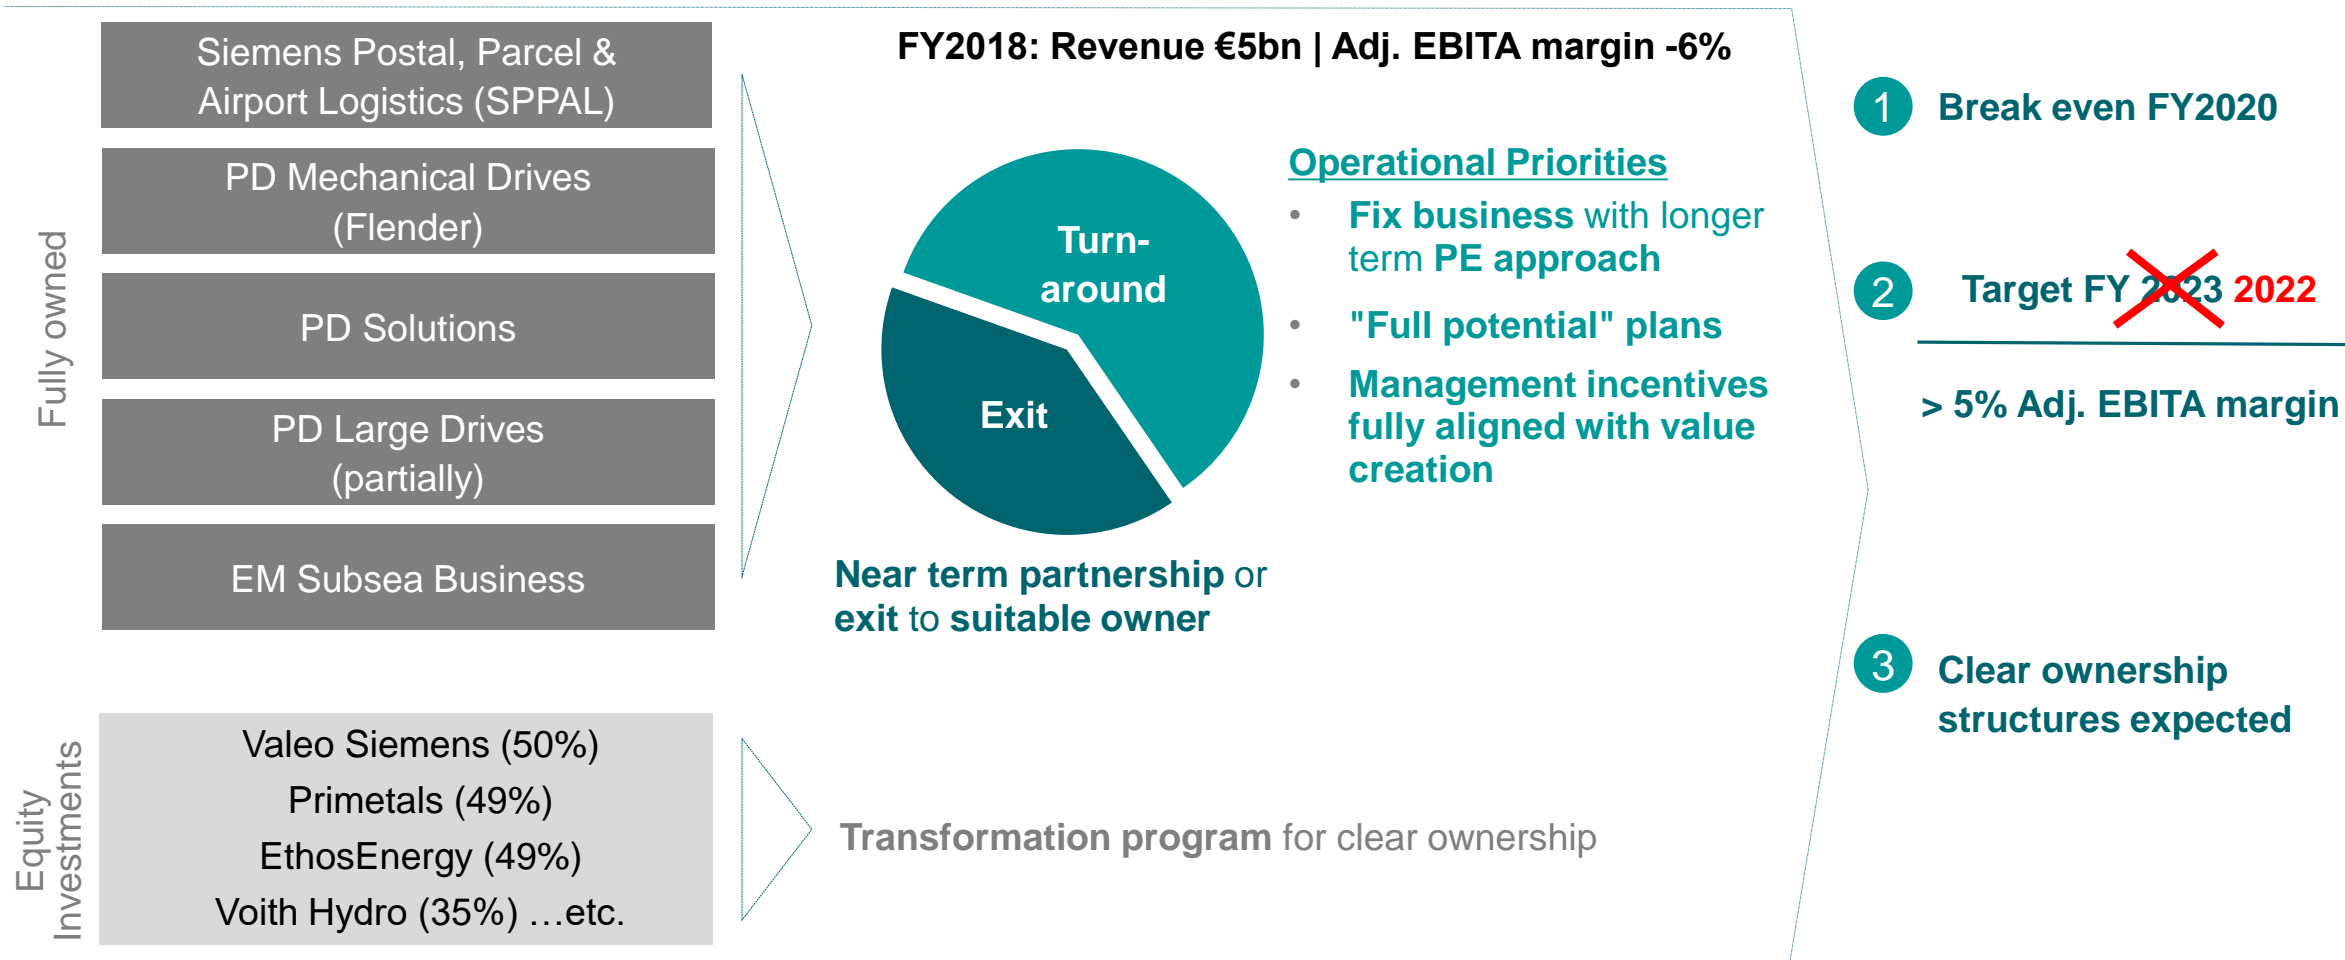 Fully owned
Siemens Postal, Parcel &
Airport Logistics (SPPAL)
PD Mechanical Drives
(Flender)
PD Solutions
PD Large Drives
(partially)
EM Subsea Business
Equity
Investments
Valeo Siemens (50%)
Primetals (49%)
EthosEnergy (49%)
Voith Hydro (35%) …etc.
FY2018: Revenue €5bn | Adj. EBITA margin -6%
Turn-
around
Exit
Operational Priorities
• Fix business with longer
term PE approach
• "Full potential" plans
• Management incentives
fully aligned with value
creation
Near term partnership or
exit to suitable owner
Transformation program for clear ownership
1 Break even FY2020
2 Target FY 2023 2022
> 5% Adj. EBITA margin
3 Clear ownership
structures expected